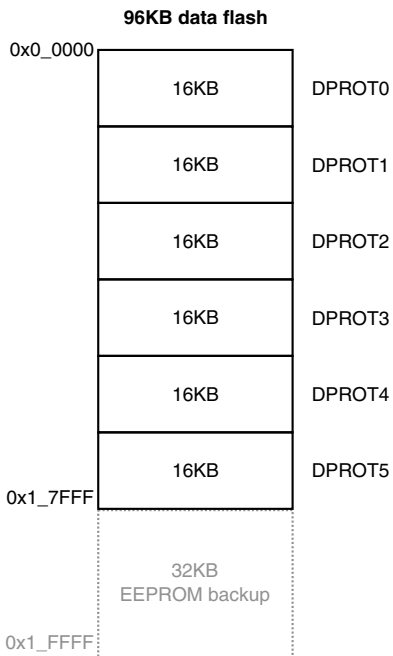 96KB data flash
0x0_0000
16KB DPROT0
16KB DPROT1
16KB DPROT2
16KB DPROT3
16KB DPROT4
16KB DPROT5
0x1_7FFF
32KB
EEPROM backup
0x1_FFFF